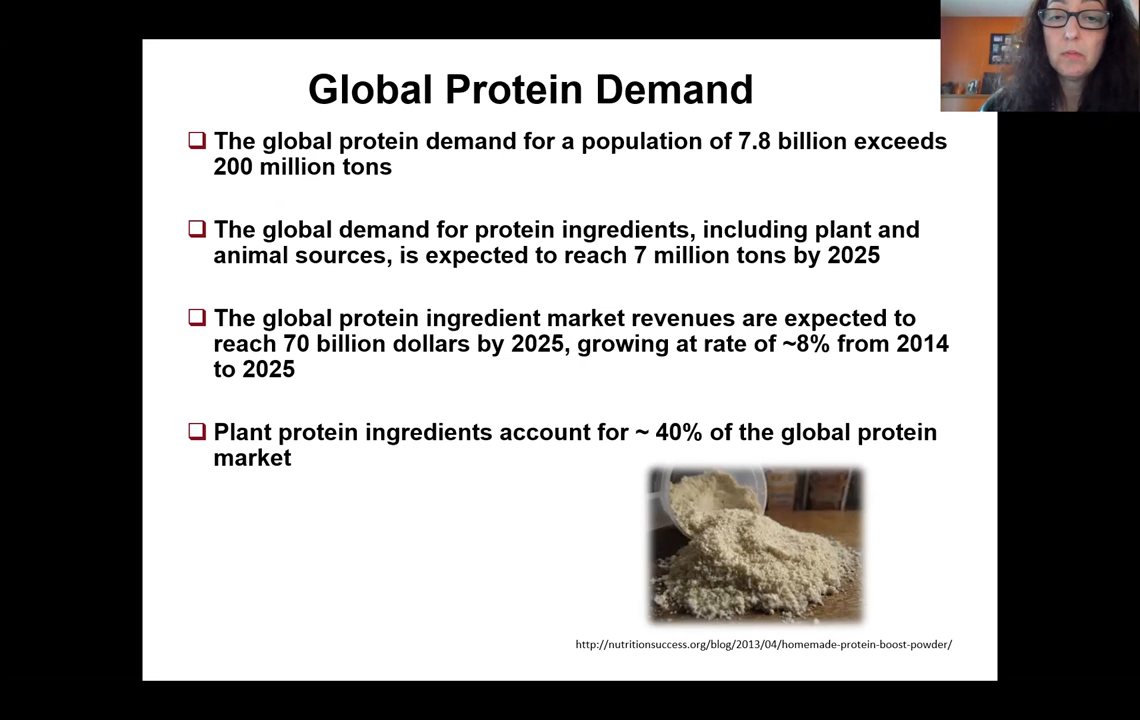 Global Protein Demand
The global protein demand for a population of 7.8 billion exceeds
200 million tons
The global demand for protein ingredients, including plant and
animal sources, is expected to reach 7 million tons by 2025
The global protein ingredient market revenues are expected to
reach 70 billion dollars by 2025, growing at rate of ~8% from 2014
to 2025
Plant protein ingredients account for ~ 40% of the global protein
market
http://nutritionsuccess.org/blog/2013/04/homemade-protein-boost-powder/